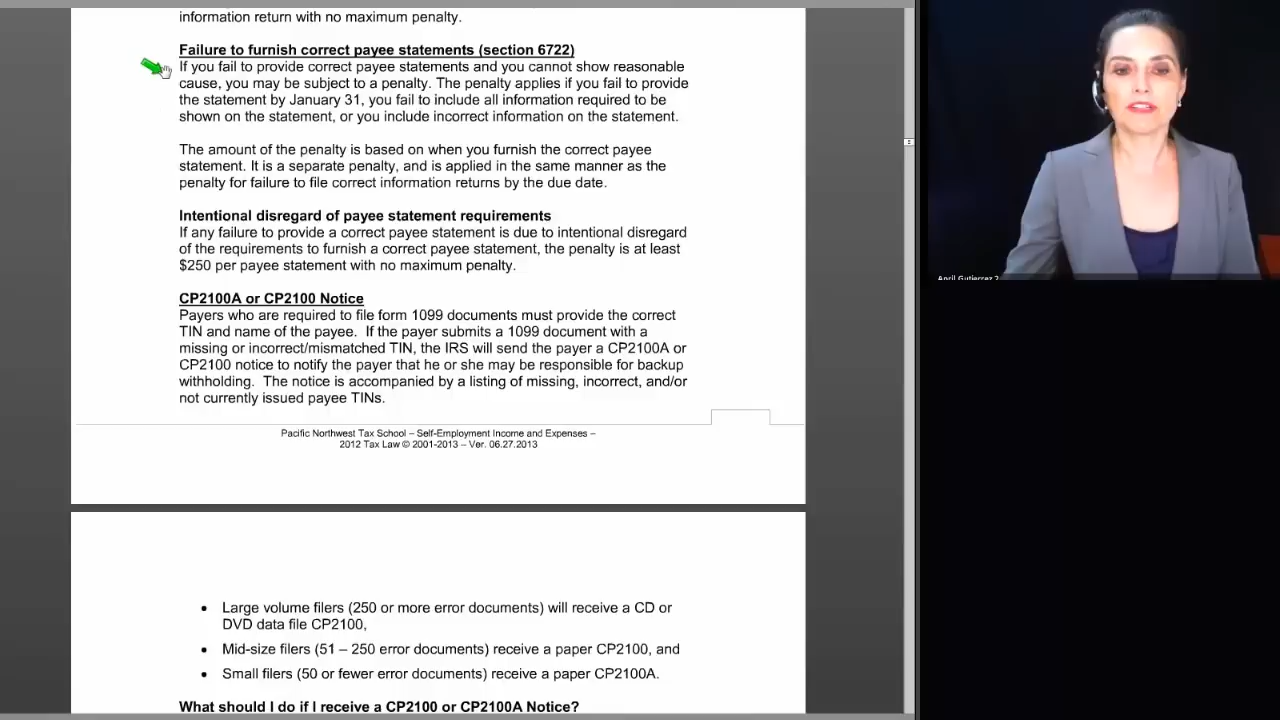 information return with no maximum penalty.
Failure to furnish correct payee statements (section 6722)
If you fail to provide correct payee statements and you cannot show reasonable
cause, you may be subject to a penalty. The penalty applies if you fail to provide
the statement by January 31, you fail to include all information required to be
shown on the statement, or you include incorrect information on the statement.
The amount of the penalty is based on when you furnish the correct payee
statement. It is a separate penalty, and is applied in the same manner as the
penalty for failure to file correct information returns by the due date.
Intentional disregard of payee statement requirements
If any failure to provide a correct payee statement is due to intentional disregard
of the requirements to furnish a correct payee statement, the penalty is at least
$250 per payee statement with no maximum penalty.
CP2100A or CP2100 Notice
Payers who are required to file form 1099 documents must provide the correct
TIN and name of the payee. If the payer submits a 1099 document with a
missing or incorrect/mismatched TIN, the IRS will send the payer a CP2100A or
CP2100 notice to notify the payer that he or she may be responsible for backup
withholding. The notice is accompanied by a listing of missing, incorrect, and/or
not currently issued payee TINs.
Pacific Northwest Tax School – Self-Employment Income and Expenses –
2012 Tax Law © 2001-2013 – Ver. 06.27.2013
• Large volume filers (250 or more error documents) will receive a CD or
DVD data file CP2100,
• Mid-size filers (51 – 250 error documents) receive a paper CP2100, and
• Small filers (50 or fewer error documents) receive a paper CP2100A.
What should I do if I receive a CP2100 or CP2100A Notice?
April Gutierrez 2